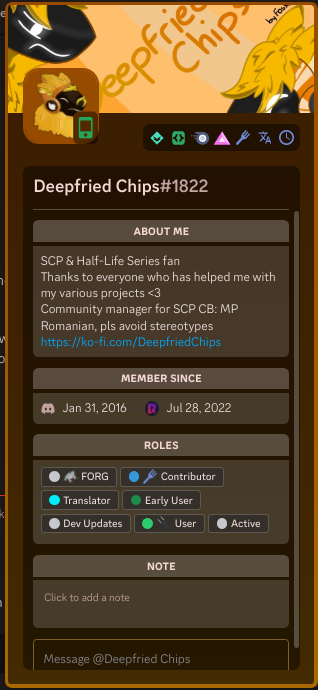 by Fosh
Deepfried
Chips
Deepfried Chips#1822
ABOUT ME
SCP & Half-Life Series fan
Thanks to everyone who has helped me with
my various projects <3
Community manager for SCP CB: MP
Romanian, pls avoid stereotypes
https://ko-fi.com/DeepfriedChips
MEMBER SINCE
Jan 31, 2016 Jul 28, 2022
ROLES
FORG Contributor
Translator Early User
Dev Updates User Active
NOTE
Click to add a note
Message @Deepfried Chips